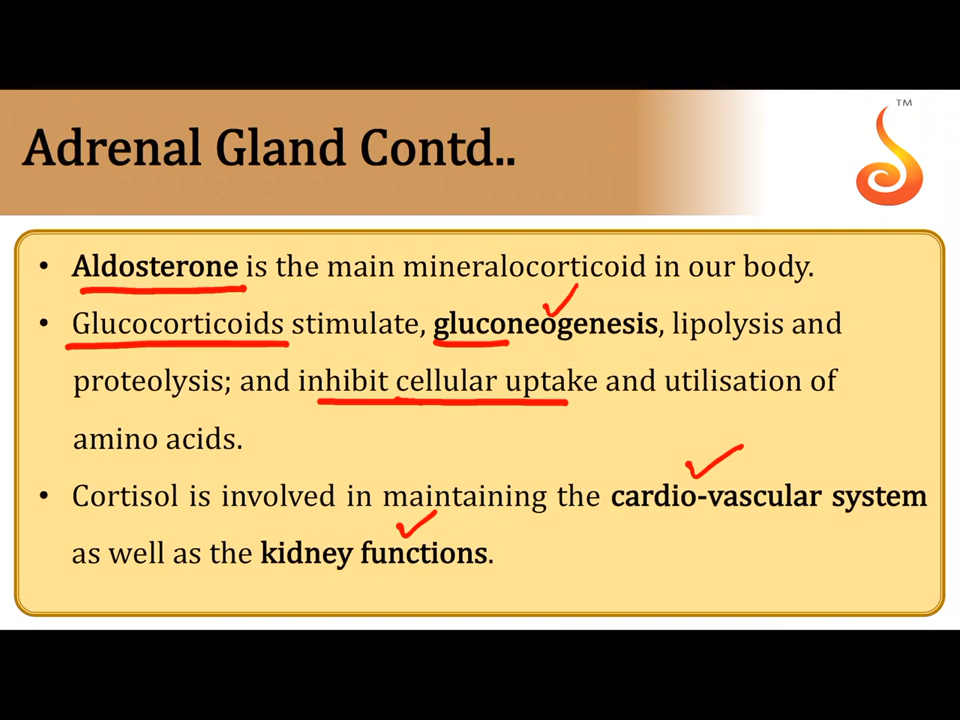 TM
Adrenal Gland Contd..
• Aldosterone is the main mineralocorticoid in our body.
• Glucocorticoids stimulate, gluconeogenesis, lipolysis and
proteolysis; and inhibit cellular uptake and utilisation of
amino acids.
• Cortisol is involved in maintaining the cardio-vascular system
as well as the kidney functions.